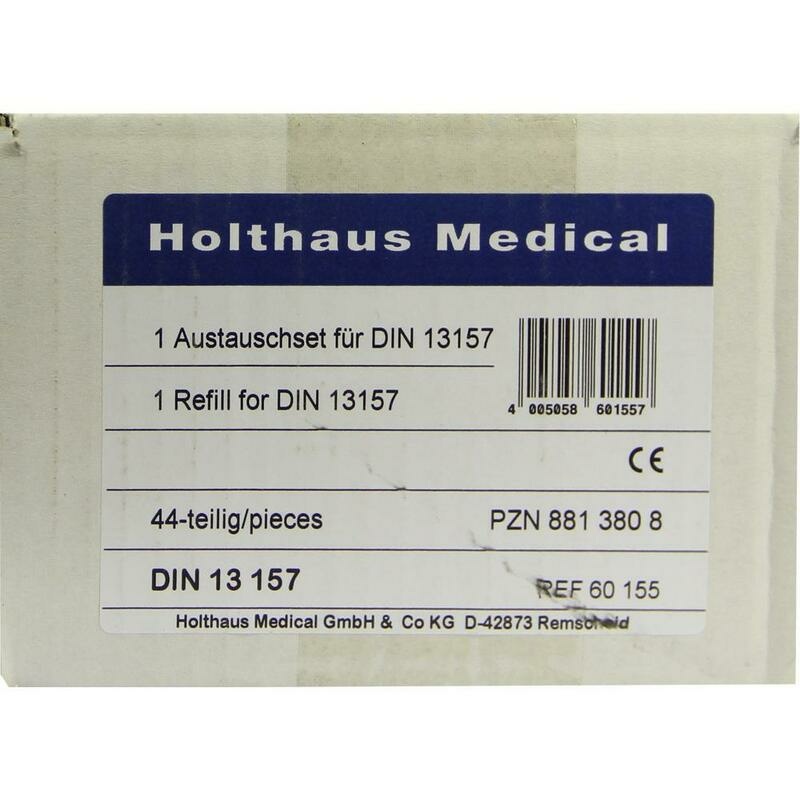 Holthaus Medical
1 Austauschset für DIN 13157
1 Refill for DIN 13157
4 005058 601557
CE
44-teilig/pieces PZN 881 380 8
DIN 13 157 REF 60 155
Holthaus Medical GmbH & Co KG D-42873 Remscheid